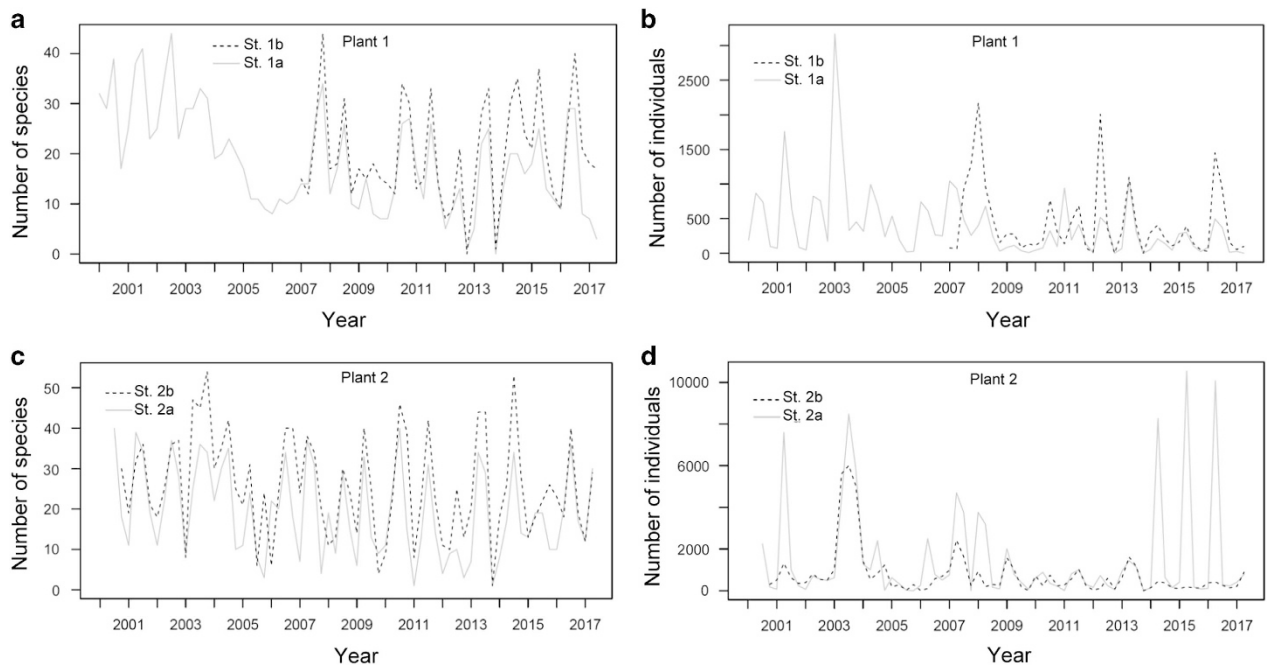 a
Number of species
40
30
20
10
0
St. 1b
St. 1a
Plant 1
2001 2003 2005 2007 2009 2011 2013 2015 2017
Year
b
Number of individuals
2500
1500
500
0
St. 1b
St. 1a
Plant 1
2001 2003 2005 2007 2009 2011 2013 2015 2017
Year
c
Number of species
50
40
30
20
10
0
St. 2b
St. 2a
Plant 2
2001 2003 2005 2007 2009 2011 2013 2015 2017
Year
d
Number of individuals
10000
6000
2000
0
St. 2b
St. 2a
Plant 2
2001 2003 2005 2007 2009 2011 2013 2015 2017
Year